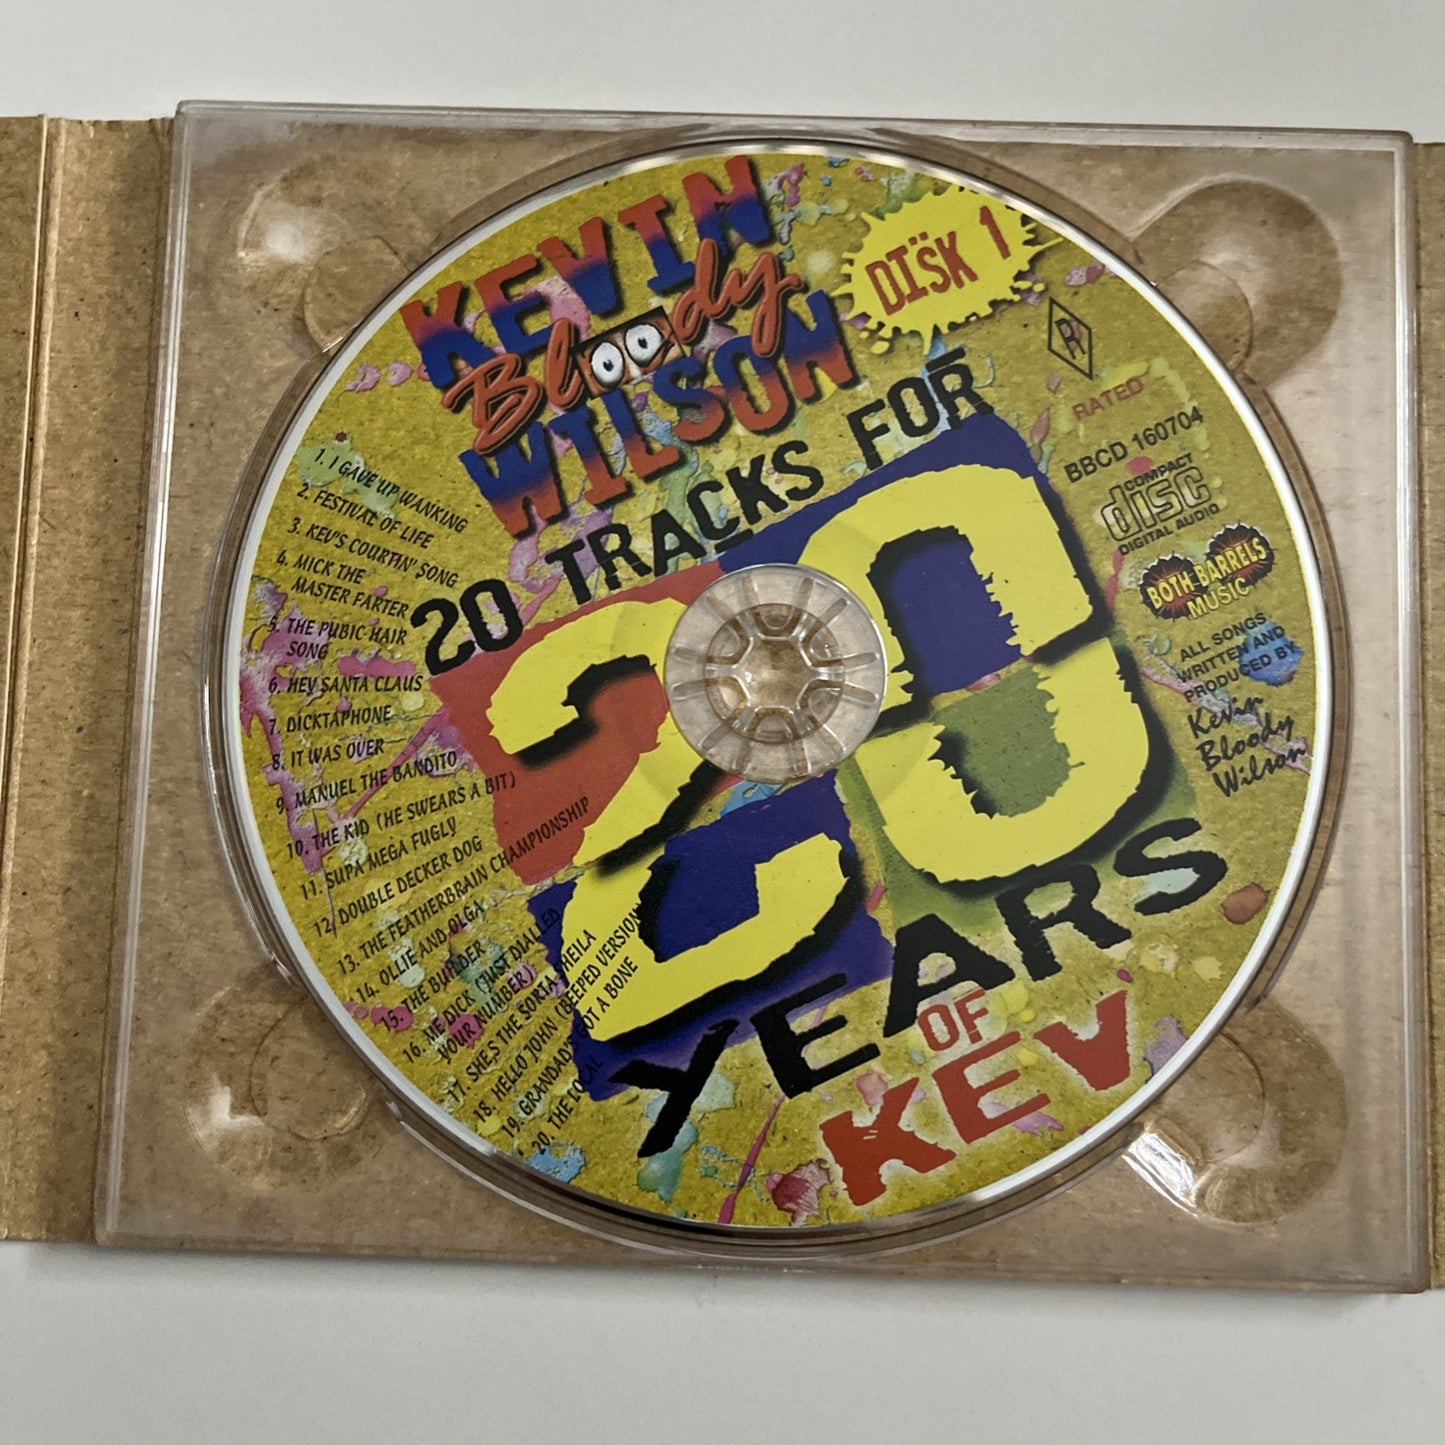 KEVIN
Bloody
WILSON
DISK 1
20 TRACKS FOR
20
YEARS
OF
KEV
R
RATED
BBCD 160704
COMPACT
disc
DIGITAL AUDIO
BOTH BARRELS
MUSIC
ALL SONGS
WRITTEN AND
PRODUCED BY
Kevin
Bloody
Wilson
1. I GAVE UP WANKING
2. FESTIVAL OF LIFE
3. KEV'S COURTIN' SONG
4. MICK THE
MASTER FARTER
5. THE PUBIC HAIR
SONG
6. HEY SANTA CLAUS
7. DICKTAPHONE
8. IT WAS OVER
9. MANUEL THE BANDITO
10. THE KID (HE SWEARS A BIT)
11. SUPA MEGA FUGLY
12. DOUBLE DECKER DOG
13. THE FEATHERBRAIN CHAMPIONSHIP
14. OLLIE AND OLGA
15. THE BUILDER
16. ME DICK (JUST DIALLED
YOUR NUMBER)
17. SHE,S THE SORTA SHEILA
18. HELLO JOHN (BEEPED VERSION)
19. GRANDAD'S GOT A BONE
20. THE LOCAL